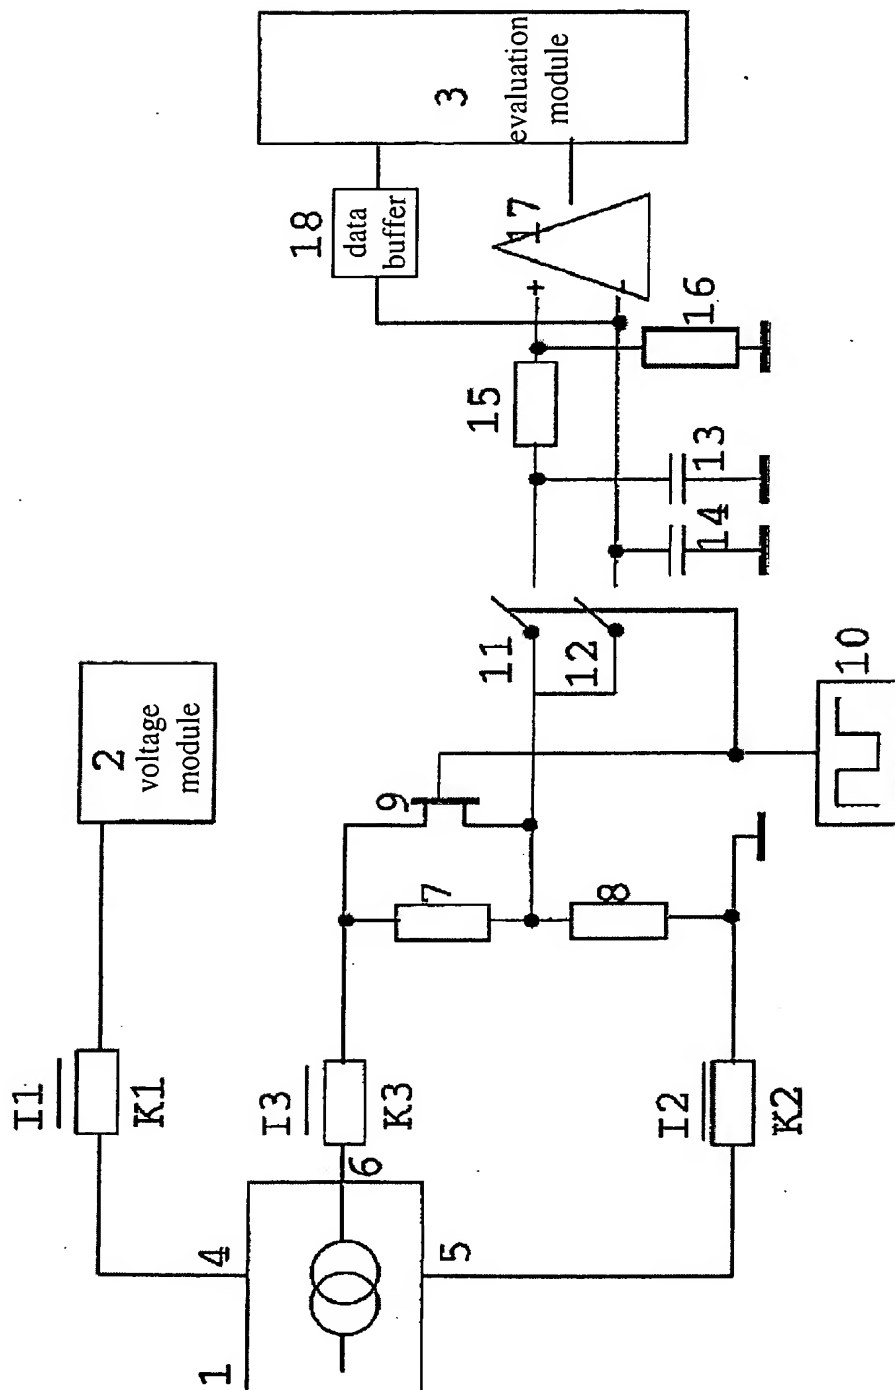 1
4
5
6
I1
K1
I3
K3
I2
K2
2
voltage
module
7
8
9
10
11
12
13
14
15
16
+
−
17
18
data
buffer
3
evaluation
module